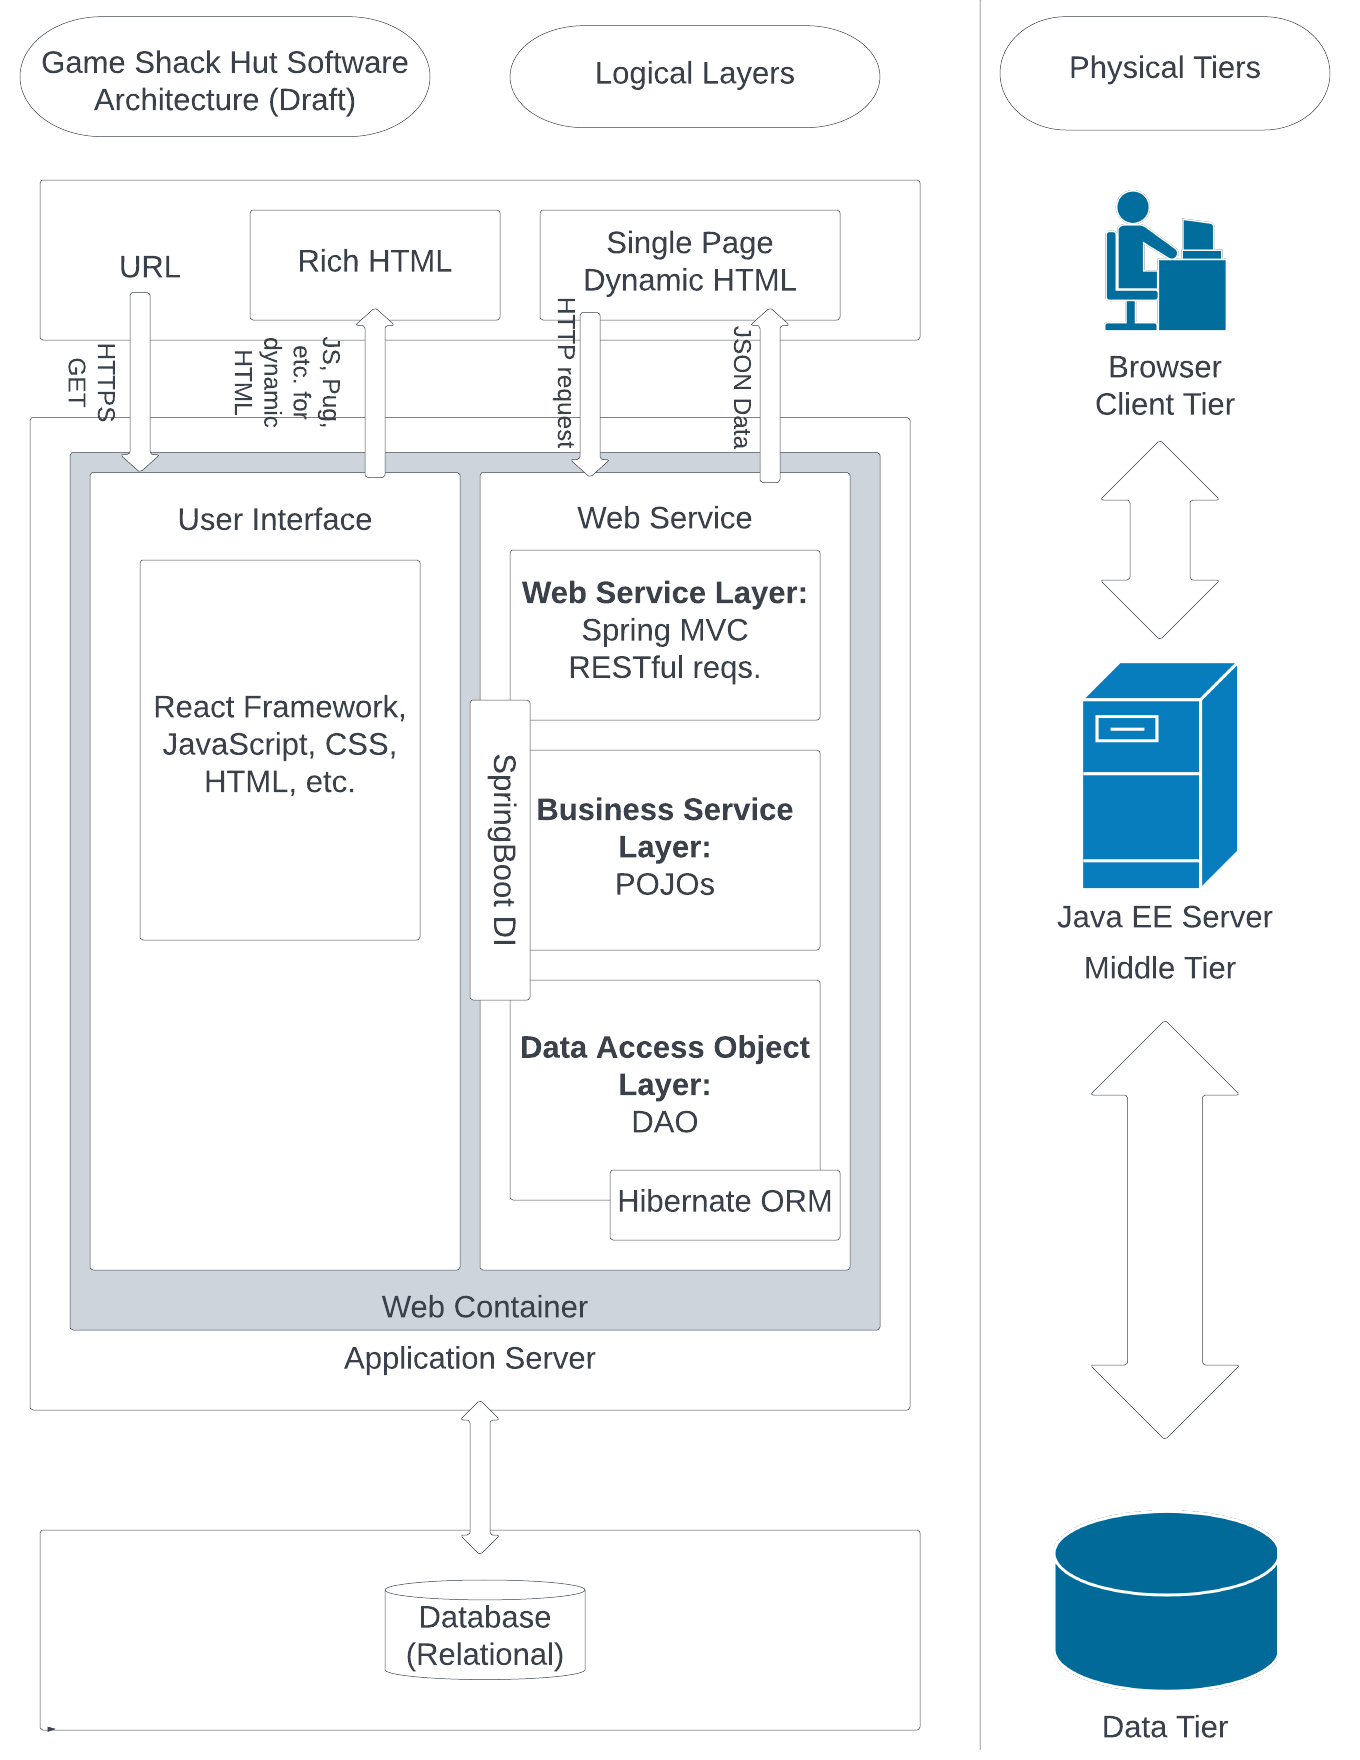 Game Shack Hut Software
Architecture (Draft)
Logical Layers
Physical Tiers
URL
Rich HTML
Single Page
Dynamic HTML
HTTPS
GET
JS, Pug,
etc. for
dynamic
HTML
HTTP request
JSON Data
Browser
Client Tier
User Interface
React Framework,
JavaScript, CSS,
HTML, etc.
Web Service
Web Service Layer:
Spring MVC
RESTful reqs.
SpringBoot DI
Business Service
Layer:
POJOs
Data Access Object
Layer:
DAO
Hibernate ORM
Web Container
Application Server
Java EE Server
Middle Tier
Database
(Relational)
Data Tier